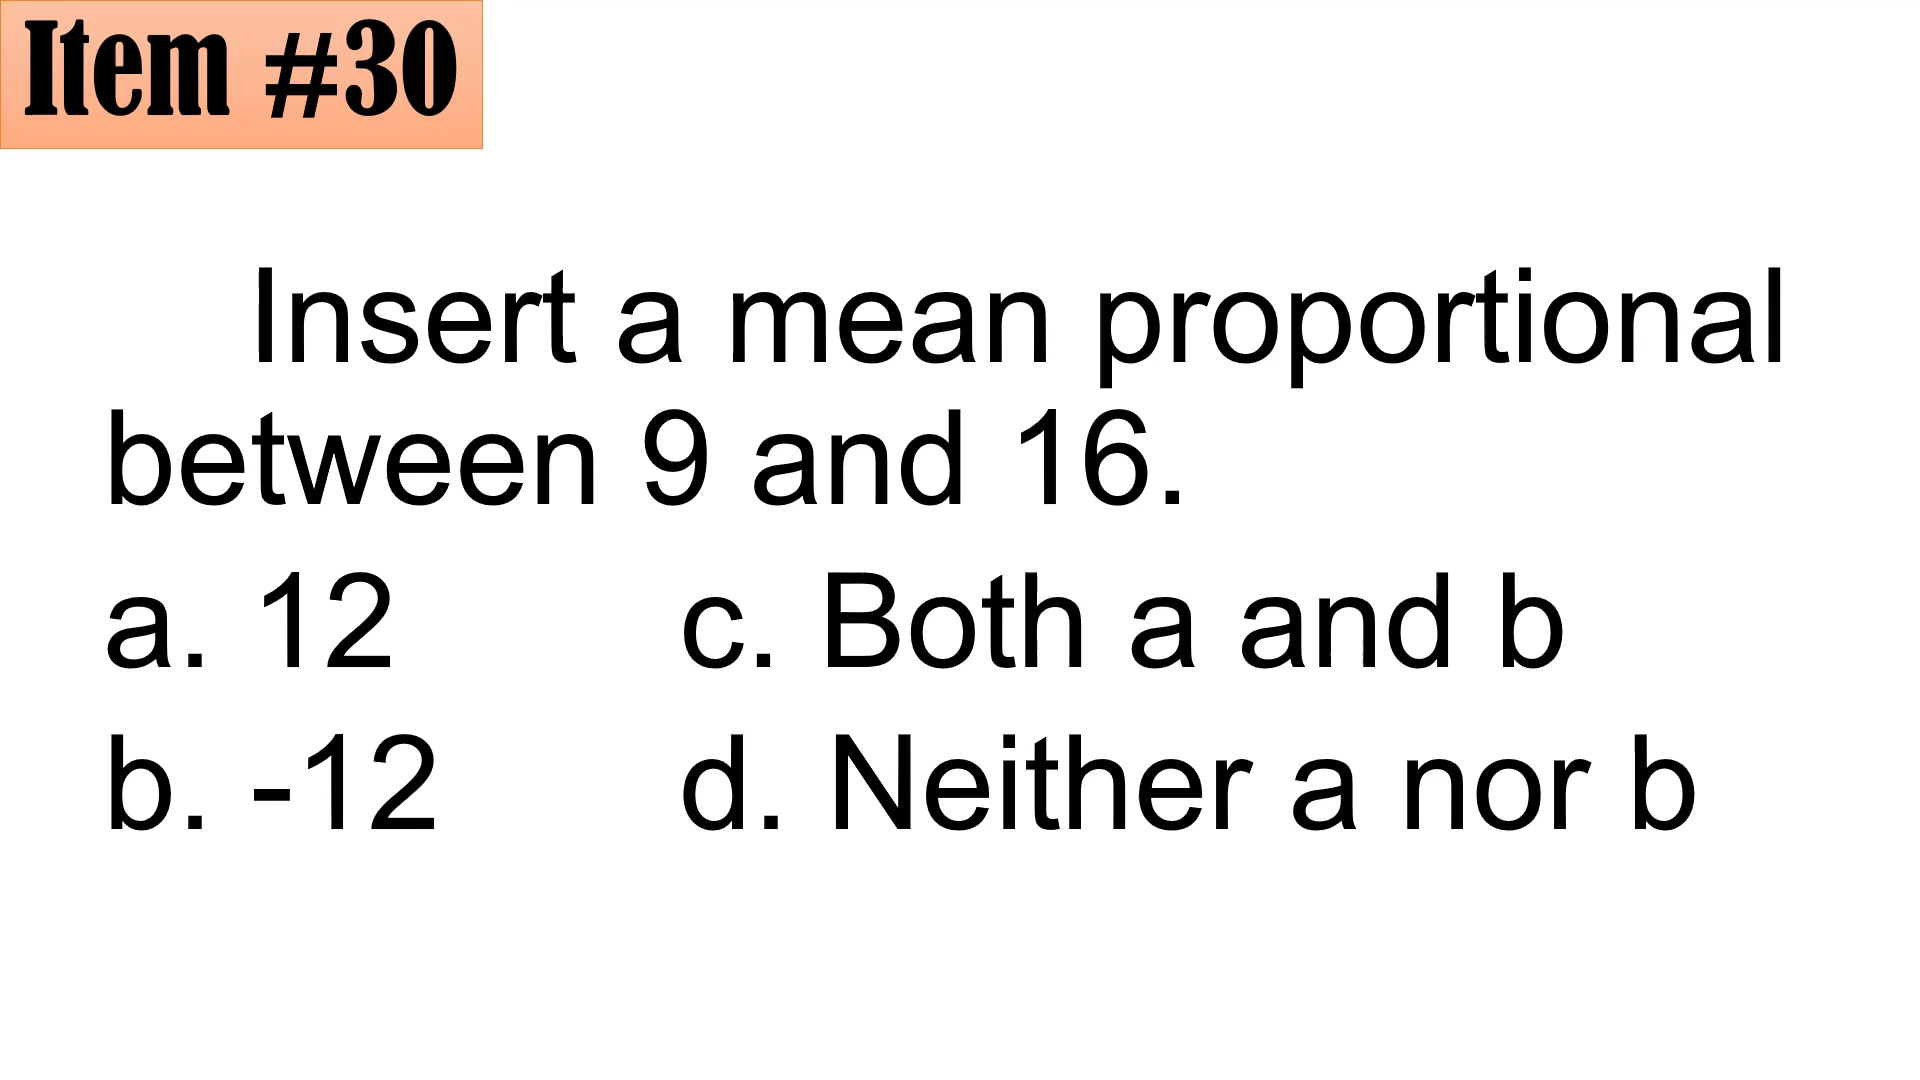 Item #30
Insert a mean proportional
between 9 and 16.
a. 12 c. Both a and b
b. -12 d. Neither a nor b